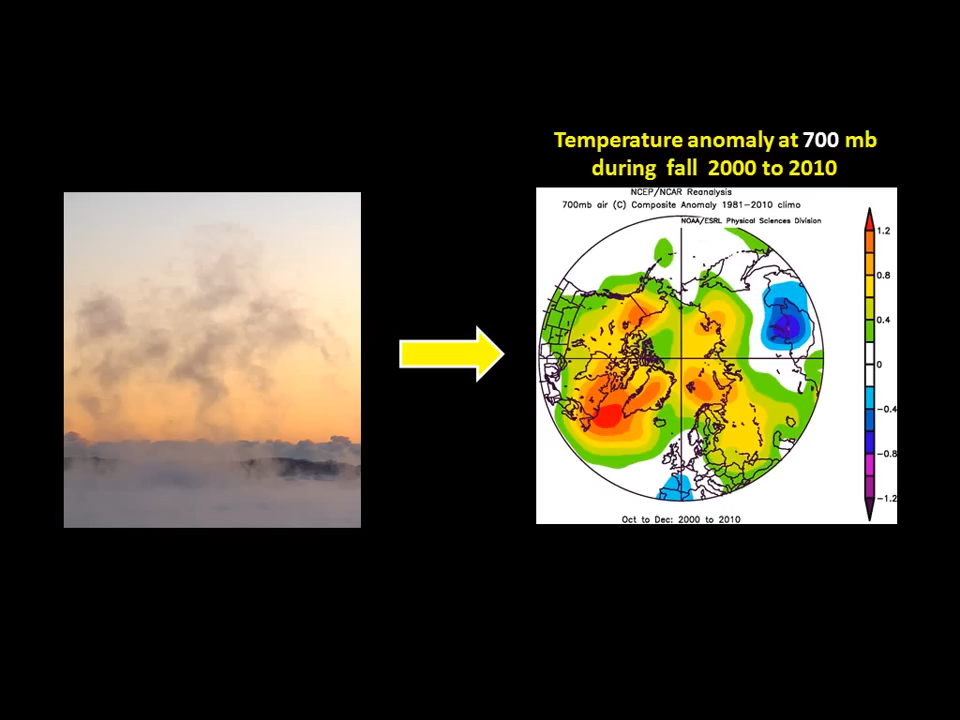 Temperature anomaly at 700 mb
during fall 2000 to 2010
NCEP/NCAR Reanalysis
700mb air (C) Composite Anomaly 1981-2010 climo
NOAA/ESRL Physical Sciences Division
1.2
0.8
0.4
0
-0.4
-0.8
-1.2
Oct to Dec: 2000 to 2010